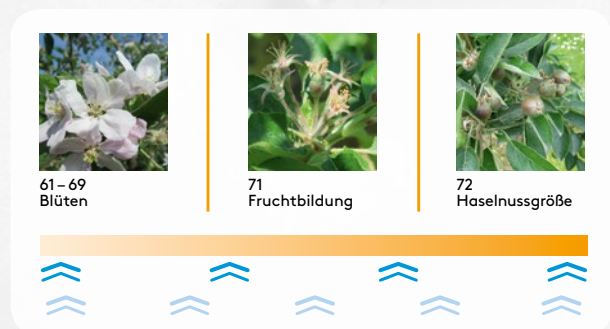 61 – 69
Blüten
71
Fruchtbildung
72
Haselnussgröße